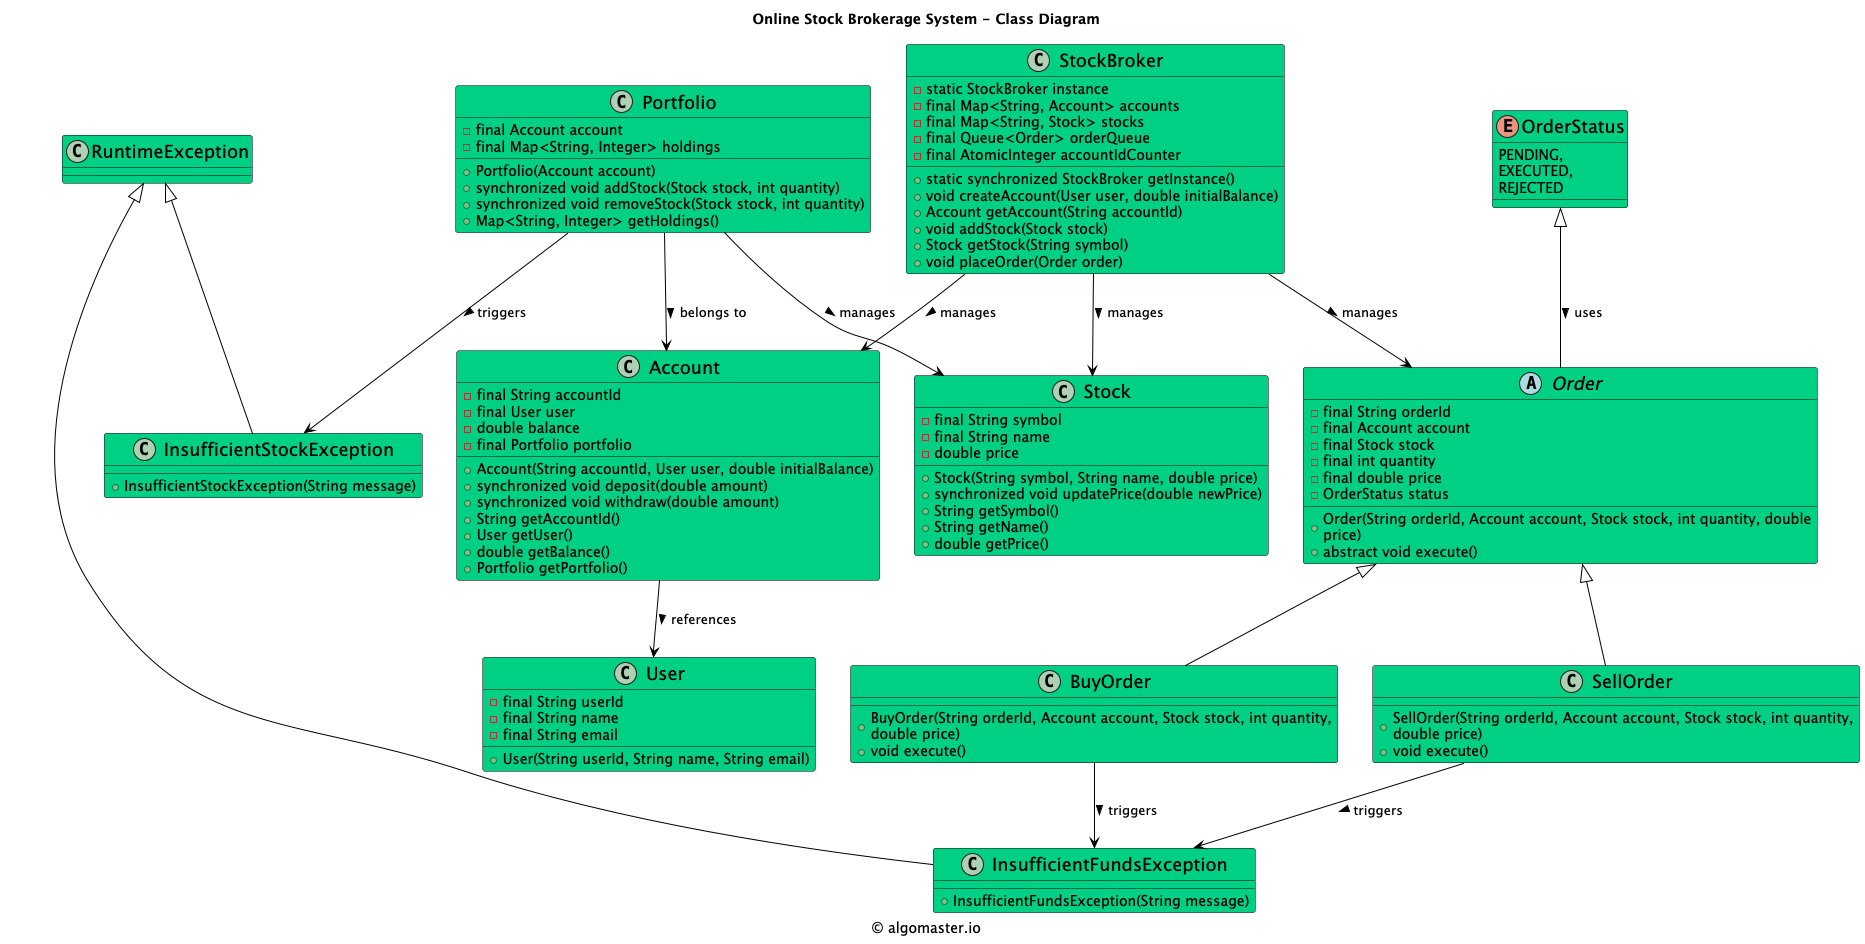 Online Stock Brokerage System - Class Diagram
C StockBroker
static StockBroker instance
final Map<String, Account> accounts
final Map<String, Stock> stocks
final Queue<Order> orderQueue
final AtomicInteger accountIdCounter
static synchronized StockBroker getInstance()
void createAccount(User user, double initialBalance)
Account getAccount(String accountId)
void addStock(Stock stock)
Stock getStock(String symbol)
void placeOrder(Order order)
C Portfolio
final Account account
final Map<String, Integer> holdings
Portfolio(Account account)
synchronized void addStock(Stock stock, int quantity)
synchronized void removeStock(Stock stock, int quantity)
Map<String, Integer> getHoldings()
C RuntimeException
E OrderStatus
PENDING,
EXECUTED,
REJECTED
triggers
belongs to
manages
manages
manages
manages
uses
C Account
final String accountId
final User user
double balance
final Portfolio portfolio
Account(String accountId, User user, double initialBalance)
synchronized void deposit(double amount)
synchronized void withdraw(double amount)
String getAccountId()
User getUser()
double getBalance()
Portfolio getPortfolio()
C Stock
final String symbol
final String name
double price
Stock(String symbol, String name, double price)
synchronized void updatePrice(double newPrice)
String getSymbol()
String getName()
double getPrice()
A Order
final String orderId
final Account account
final Stock stock
final int quantity
final double price
OrderStatus status
Order(String orderId, Account account, Stock stock, int quantity, double
price)
abstract void execute()
C InsufficientStockException
InsufficientStockException(String message)
references
C User
final String userId
final String name
final String email
User(String userId, String name, String email)
C BuyOrder
BuyOrder(String orderId, Account account, Stock stock, int quantity,
double price)
void execute()
C SellOrder
SellOrder(String orderId, Account account, Stock stock, int quantity,
double price)
void execute()
triggers
triggers
C InsufficientFundsException
InsufficientFundsException(String message)
© algomaster.io